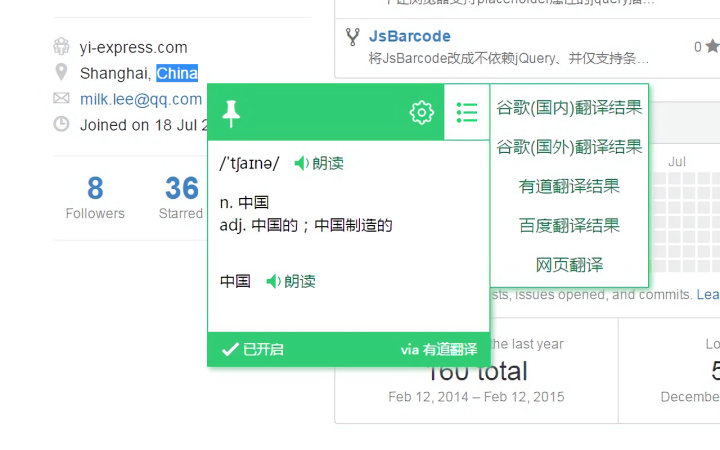 yi-express.com
Shanghai, China
milk.lee@qq.com
Joined on 18 Jul 2
8
Followers
36
Starred
JsBarcode
将JsBarcode改成不依赖jQuery、并仅支持条…
0
/'tʃaɪnə/ 朗读
n. 中国
adj. 中国的；中国制造的
中国 朗读
已开启 via 有道翻译
谷歌(国内)翻译结果
谷歌(国外)翻译结果
有道翻译结果
百度翻译结果
网页翻译
Jul
sts, issues opened, and commits. Lea
the last year
160 total
Feb 12, 2014 – Feb 12, 2015
Lo
5
Decembe